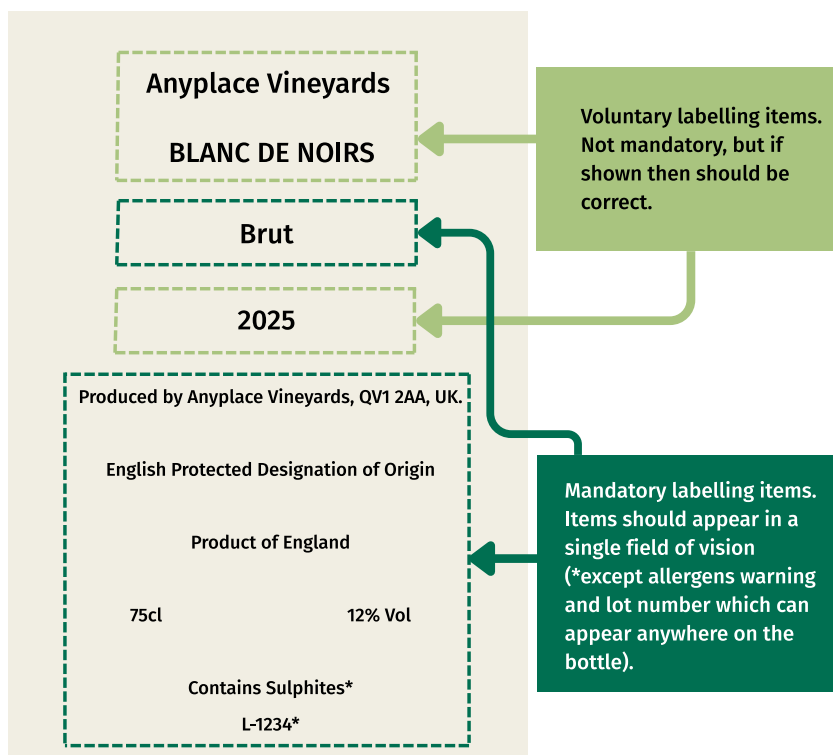 Anyplace Vineyards
BLANC DE NOIRS
Brut
2025
Produced by Anyplace Vineyards, QV1 2AA, UK.
English Protected Designation of Origin
Product of England
75cl 12% Vol
Contains Sulphites*
L-1234*
Voluntary labelling items.
Not mandatory, but if
shown then should be
correct.
Mandatory labelling items.
Items should appear in a
single field of vision
(*except allergens warning
and lot number which can
appear anywhere on the
bottle).